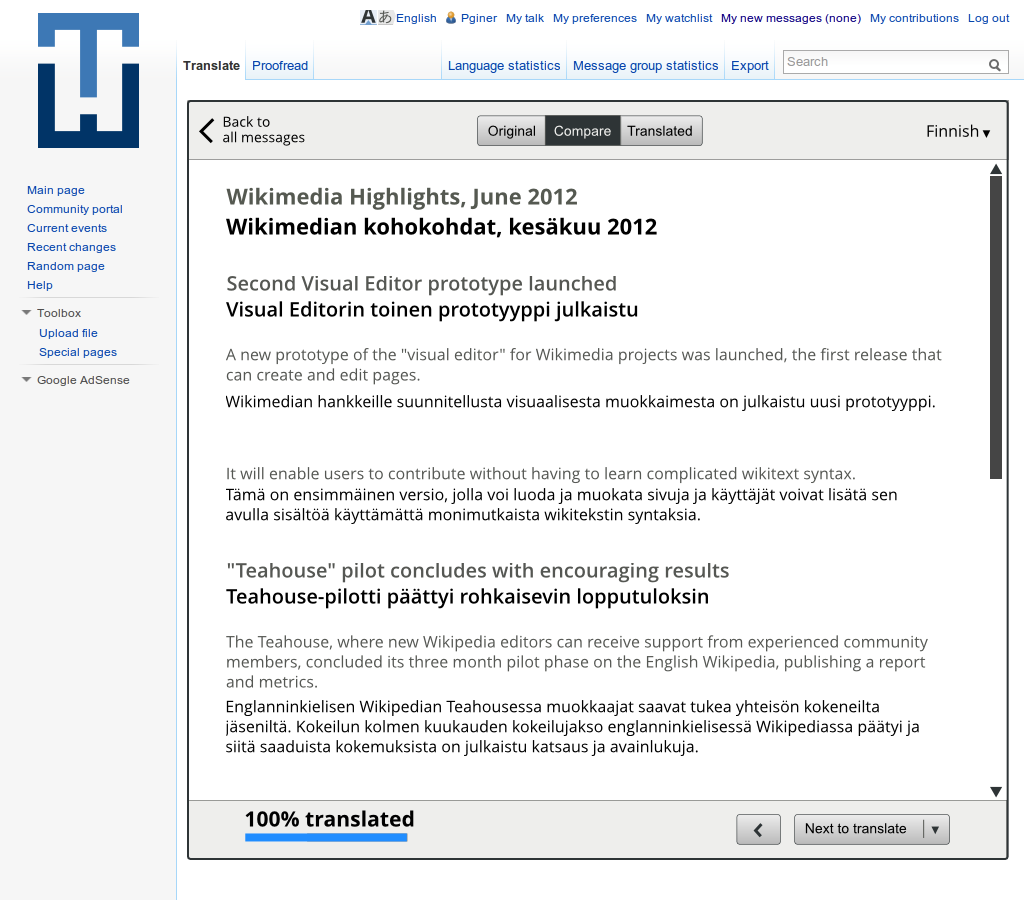 English Pginer My talk My preferences My watchlist My new messages (none) My contributions Log out
Translate Proofread Language statistics Message group statistics Export Search
Main page
Community portal
Current events
Recent changes
Random page
Help
Toolbox
Upload file
Special pages
Google AdSense
Back to
all messages
Original Compare Translated
Finnish
Wikimedia Highlights, June 2012
Wikimedian kohokohdat, kesäkuu 2012
Second Visual Editor prototype launched
Visual Editorin toinen prototyyppi julkaistu
A new prototype of the "visual editor" for Wikimedia projects was launched, the first release that
can create and edit pages.
Wikimedian hankkeille suunnitellusta visuaalisesta muokkaimesta on julkaistu uusi prototyyppi.
It will enable users to contribute without having to learn complicated wikitext syntax.
Tämä on ensimmäinen versio, jolla voi luoda ja muokata sivuja ja käyttäjät voivat lisätä sen
avulla sisältöä käyttämättä monimutkaista wikitekstin syntaksia.
"Teahouse" pilot concludes with encouraging results
Teahouse-pilotti päättyi rohkaisevin lopputuloksin
The Teahouse, where new Wikipedia editors can receive support from experienced community
members, concluded its three month pilot phase on the English Wikipedia, publishing a report
and metrics.
Englanninkielisen Wikipedian Teahousessa muokkaajat saavat tukea yhteisön kokeneilta
jäseniltä. Kokeilun kolmen kuukauden kokeilujakso englanninkielisessä Wikipediassa päätyi ja
siitä saaduista kokemuksista on julkaistu katsaus ja avainlukuja.
100% translated
Next to translate